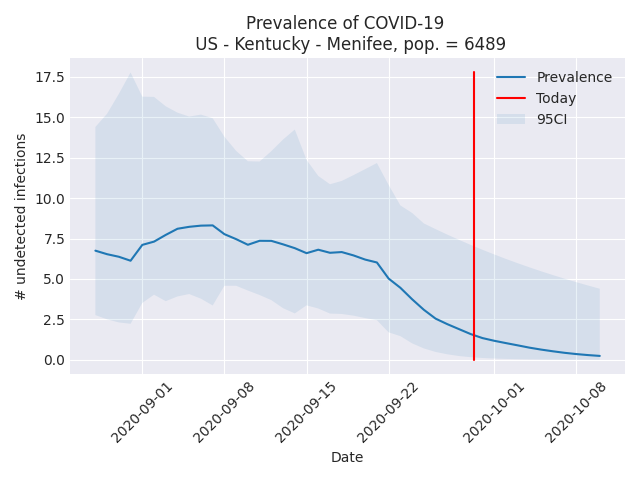 Prevalence of COVID-19
US - Kentucky - Menifee, pop. = 6489
17.5
15.0
12.5
10.0
7.5
5.0
2.5
0.0
# undetected infections
Prevalence
Today
95CI
2020-09-01
2020-09-08
2020-09-15
2020-09-22
2020-10-01
2020-10-08
Date